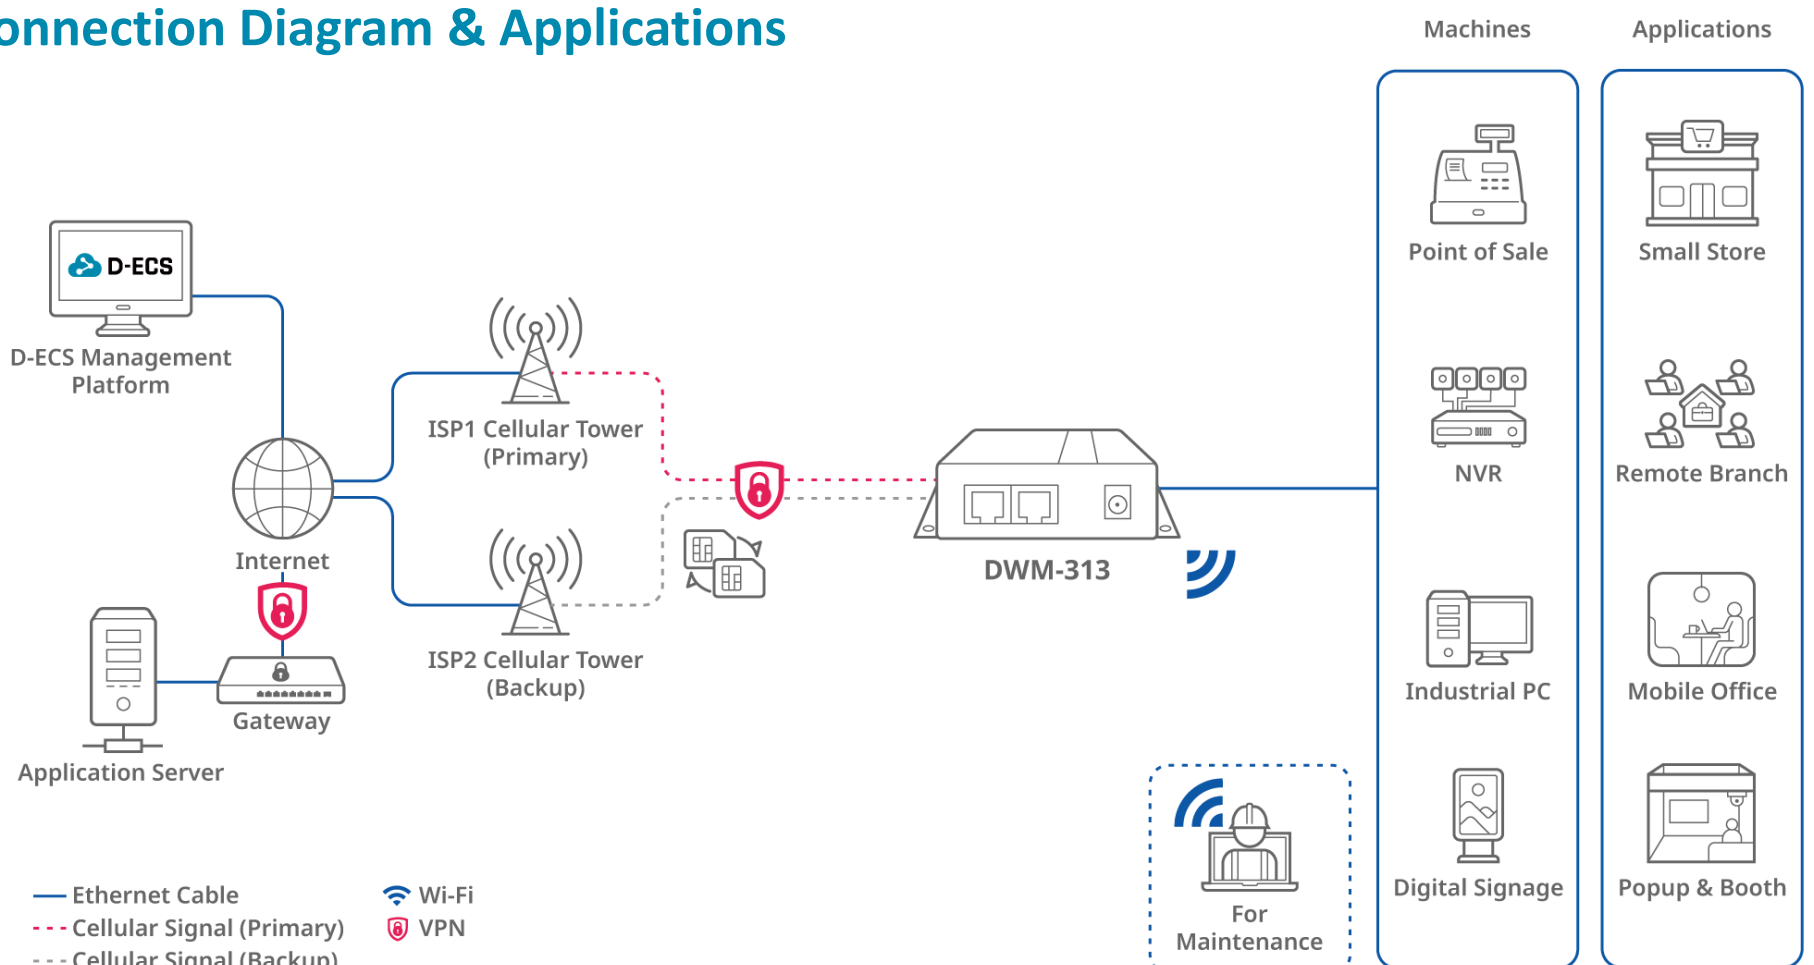 onnection Diagram & Applications
Machines
Applications
D-ECS
D-ECS Management
Platform
Internet
Gateway
Application Server
ISP1 Cellular Tower
(Primary)
ISP2 Cellular Tower
(Backup)
DWM-313
Point of Sale
NVR
Industrial PC
Digital Signage
Small Store
Remote Branch
Mobile Office
Popup & Booth
For
Maintenance
Ethernet Cable
Cellular Signal (Primary)
Cellular Signal (Backup)
Wi-Fi
VPN